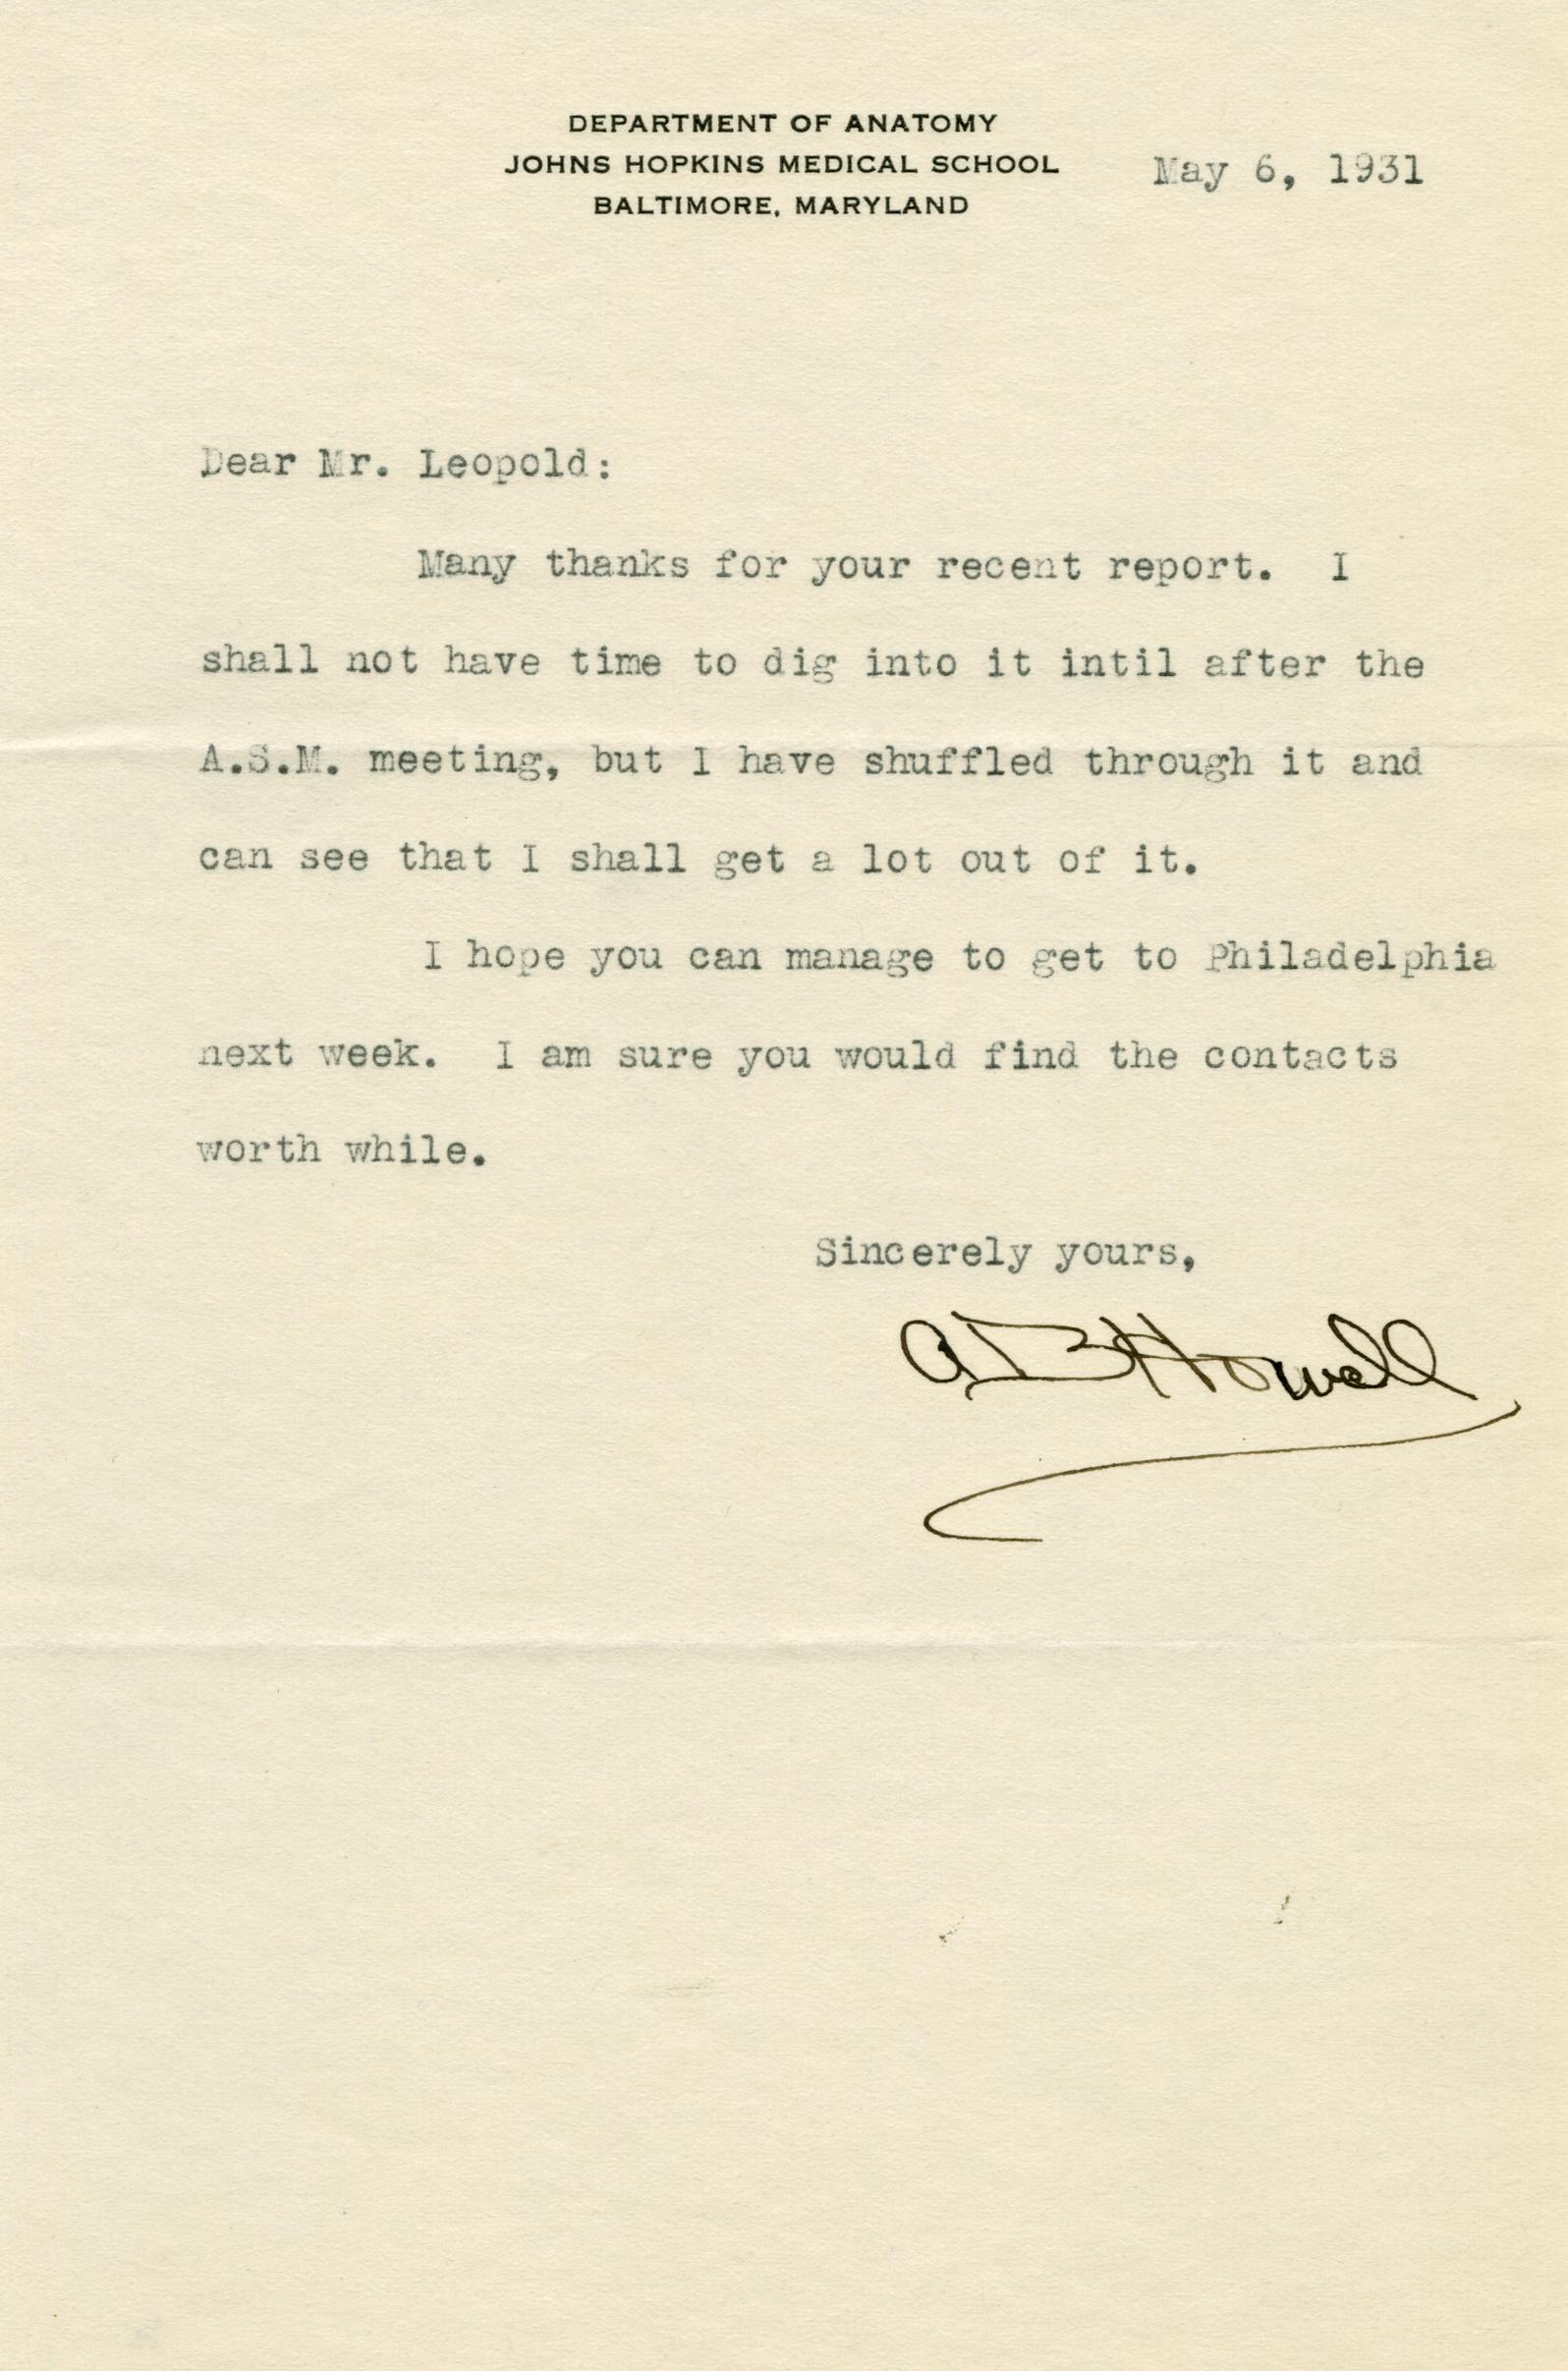 DEPARTMENT OF ANATOMY
JOHNS HOPKINS MEDICAL SCHOOL
BALTIMORE, MARYLAND
May 6, 1931
Dear Mr. Leopold:
Many thanks for your recent report. I
shall not have time to dig into it intil after the
A.S.M. meeting, but I have shuffled through it and
can see that I shall get a lot out of it.
I hope you can manage to get to Philadelphia
next week. I am sure you would find the contacts
worth while.
Sincerely yours,
A B Howell